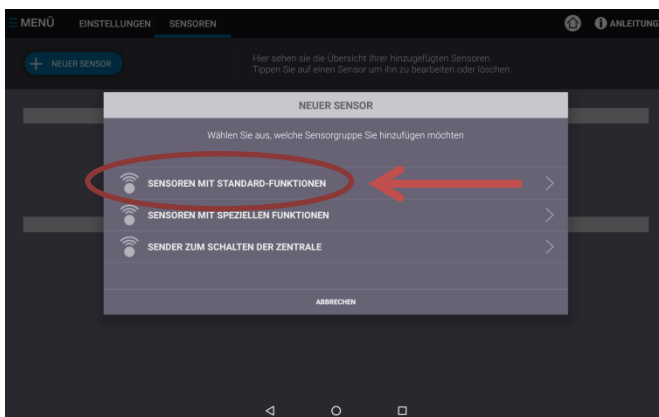 MENÜ EINSTELLUNGEN SENSOREN ANLEITUNG
NEUER SENSOR
Hier sehen sie die Übersicht Ihrer hinzugefügten Sensoren.
Tippen Sie auf einen Sensor um ihn zu bearbeiten oder löschen.
NEUER SENSOR
Wählen Sie aus, welche Sensorgruppe Sie hinzufügen möchten
SENSOREN MIT STANDARD-FUNKTIONEN
SENSOREN MIT SPEZIELLEN FUNKTIONEN
SENDER ZUM SCHALTEN DER ZENTRALE
ABBRECHEN